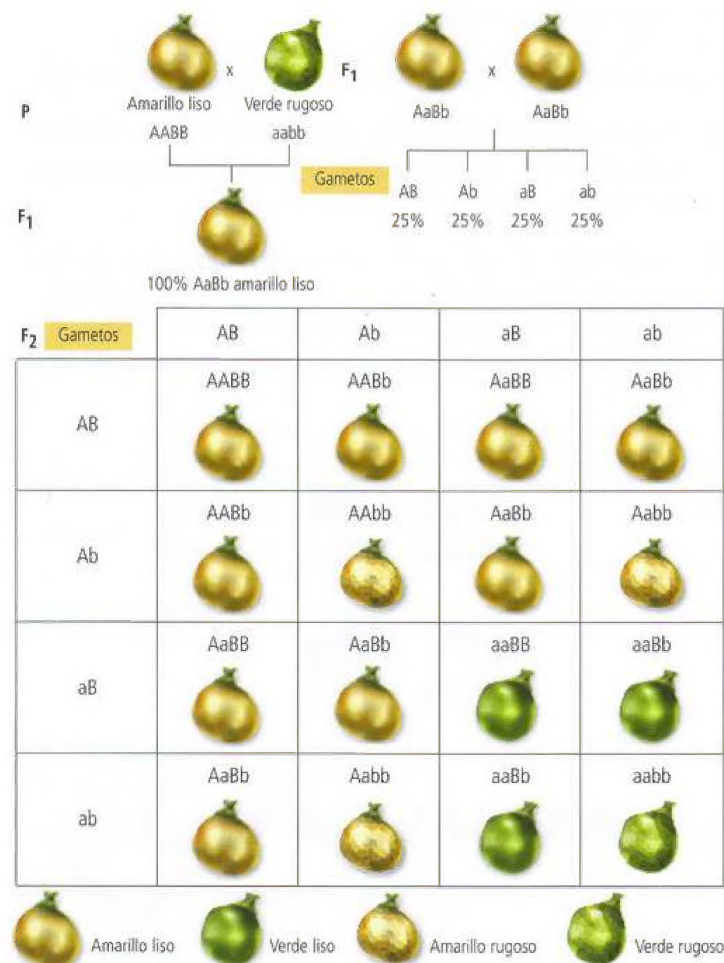 P
Amarillo liso
AABB
x
Verde rugoso
aabb
F1
AaBb
x
AaBb
Gametos
AB Ab aB ab
25% 25% 25% 25%
F1
100% AaBb amarillo liso
F2 Gametos AB Ab aB ab
AB AABB AABb AaBB AaBb
Ab AABb AAbb AaBb Aabb
aB AaBB AaBb aaBB aaBb
ab AaBb Aabb aaBb aabb
Amarillo liso Verde liso Amarillo rugoso Verde rugoso